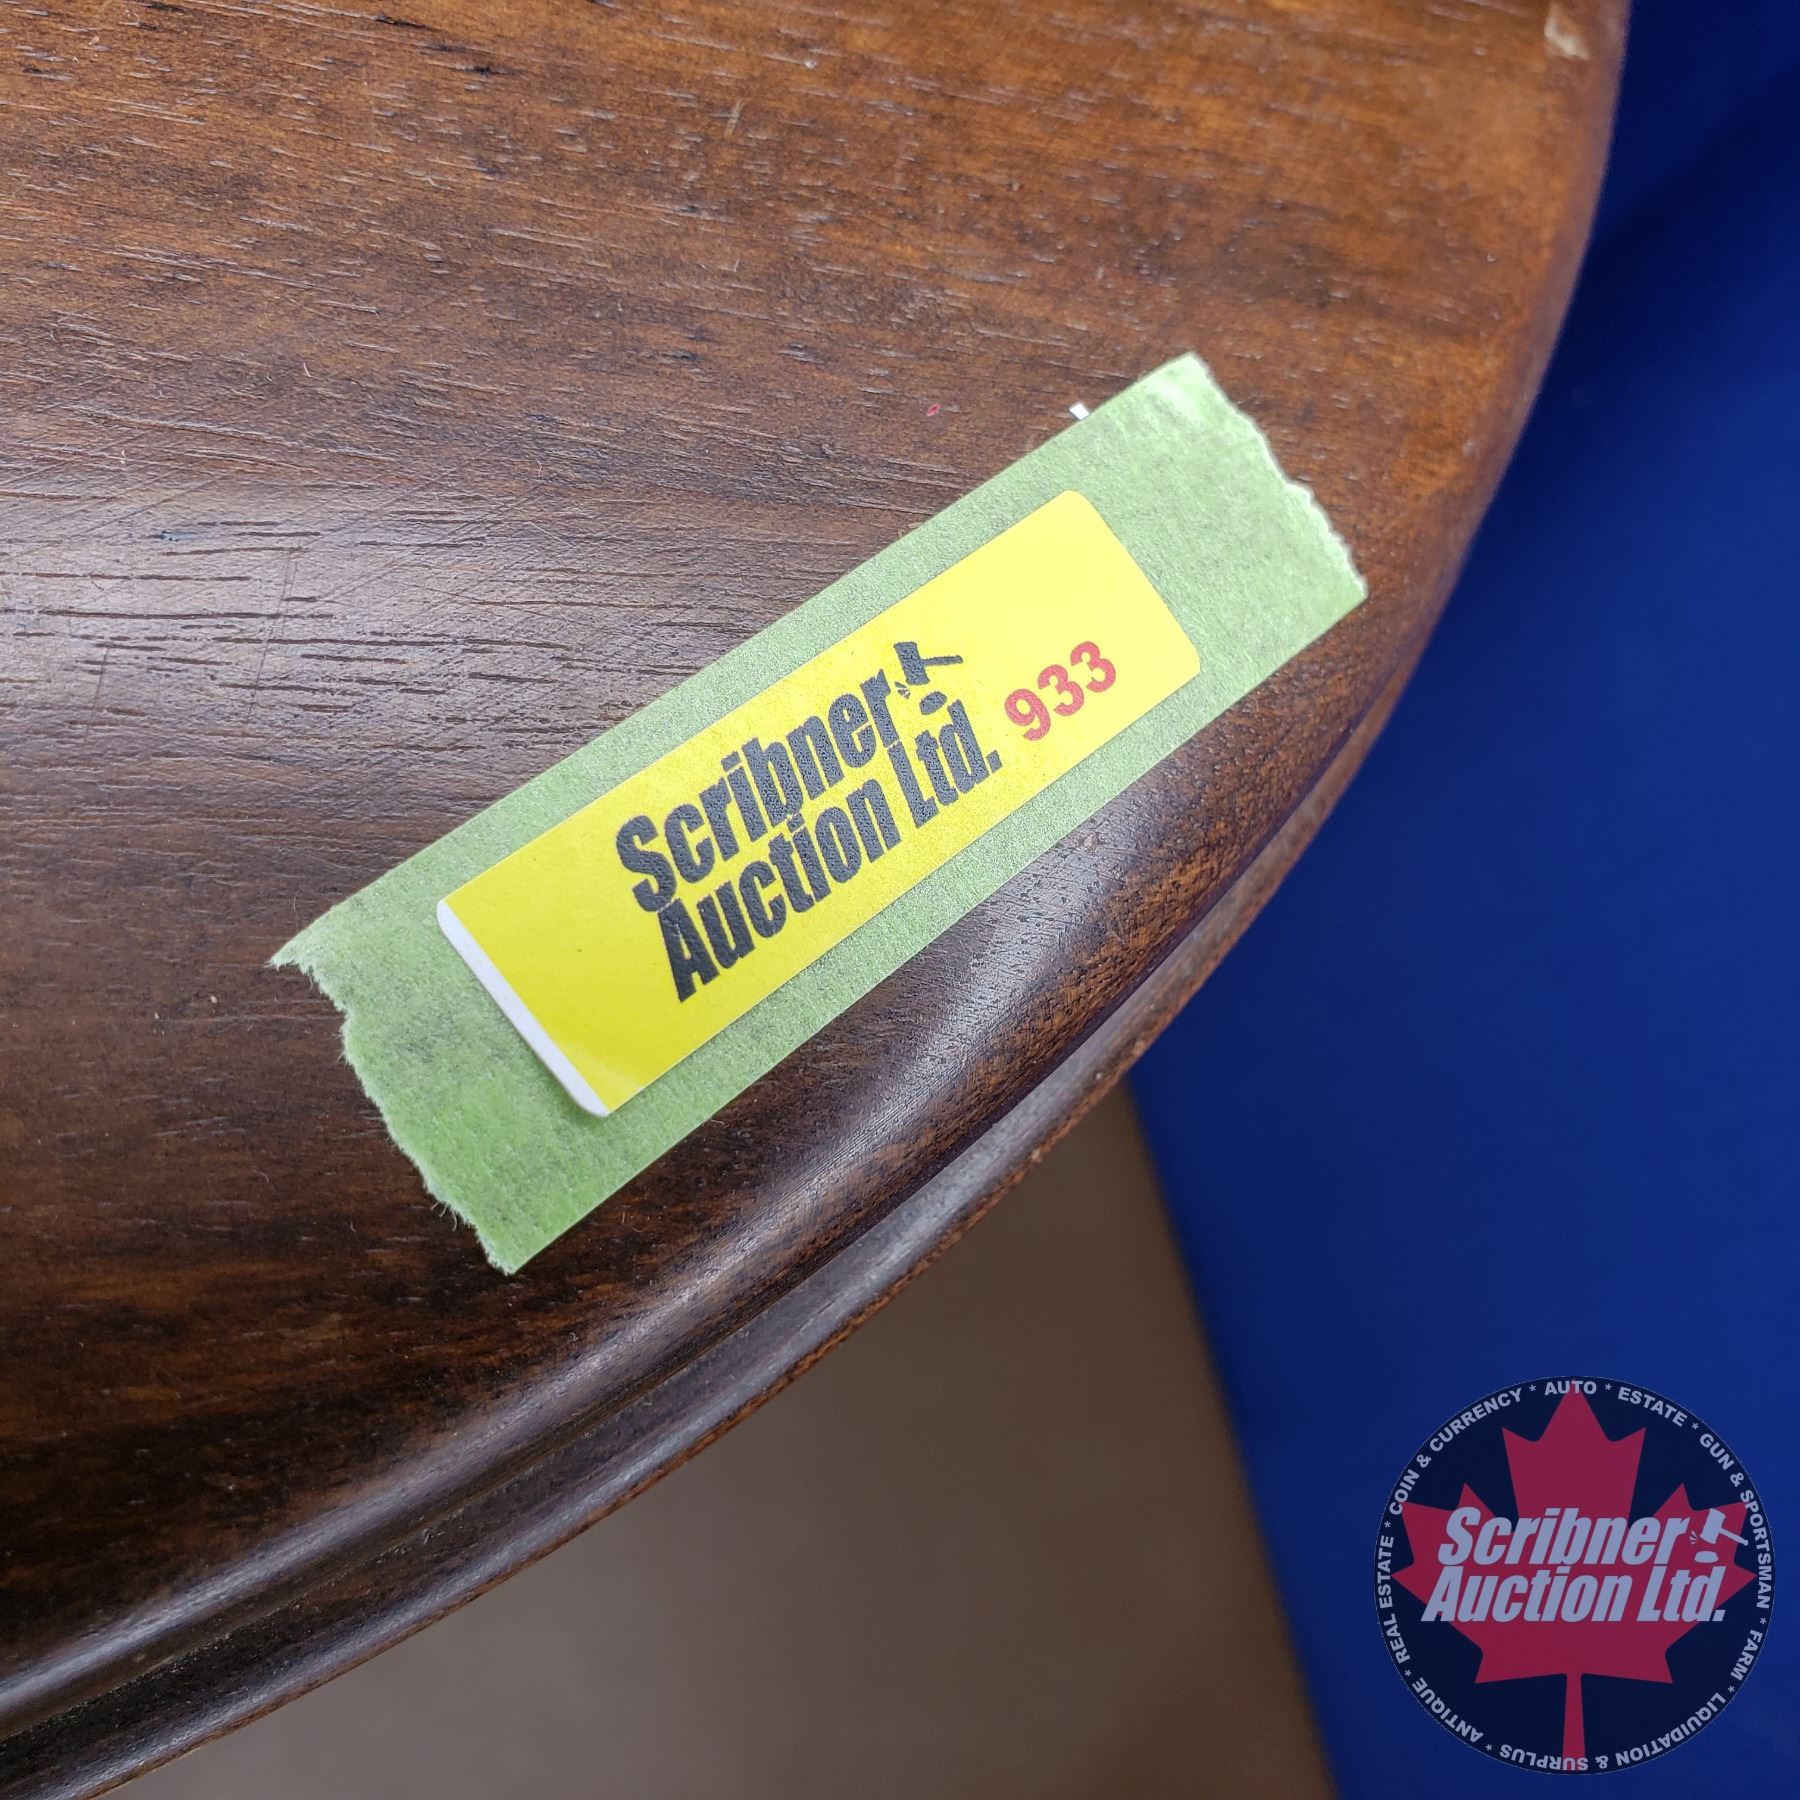 Scribner
Auction Ltd.
933
ANTIQUE * REAL ESTATE * COIN & CURRENCY * AUTO * ESTATE * GUN & SPORTSMAN * FARM * LIQUIDATION & SURPLUS *
Scribner
Auction Ltd.